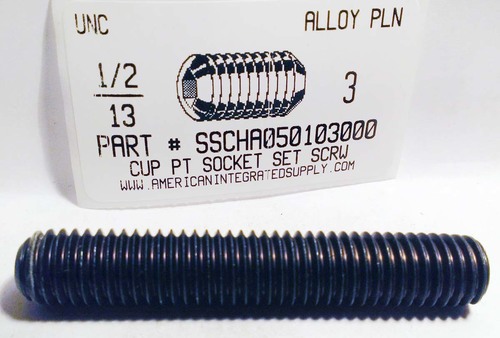 UNC ALLOY PLN
1/2
13
3
PART # SSCHA050103000
CUP PT SOCKET SET SCRW
WWW.AMERICANINTEGRATEDSUPPLY.COM